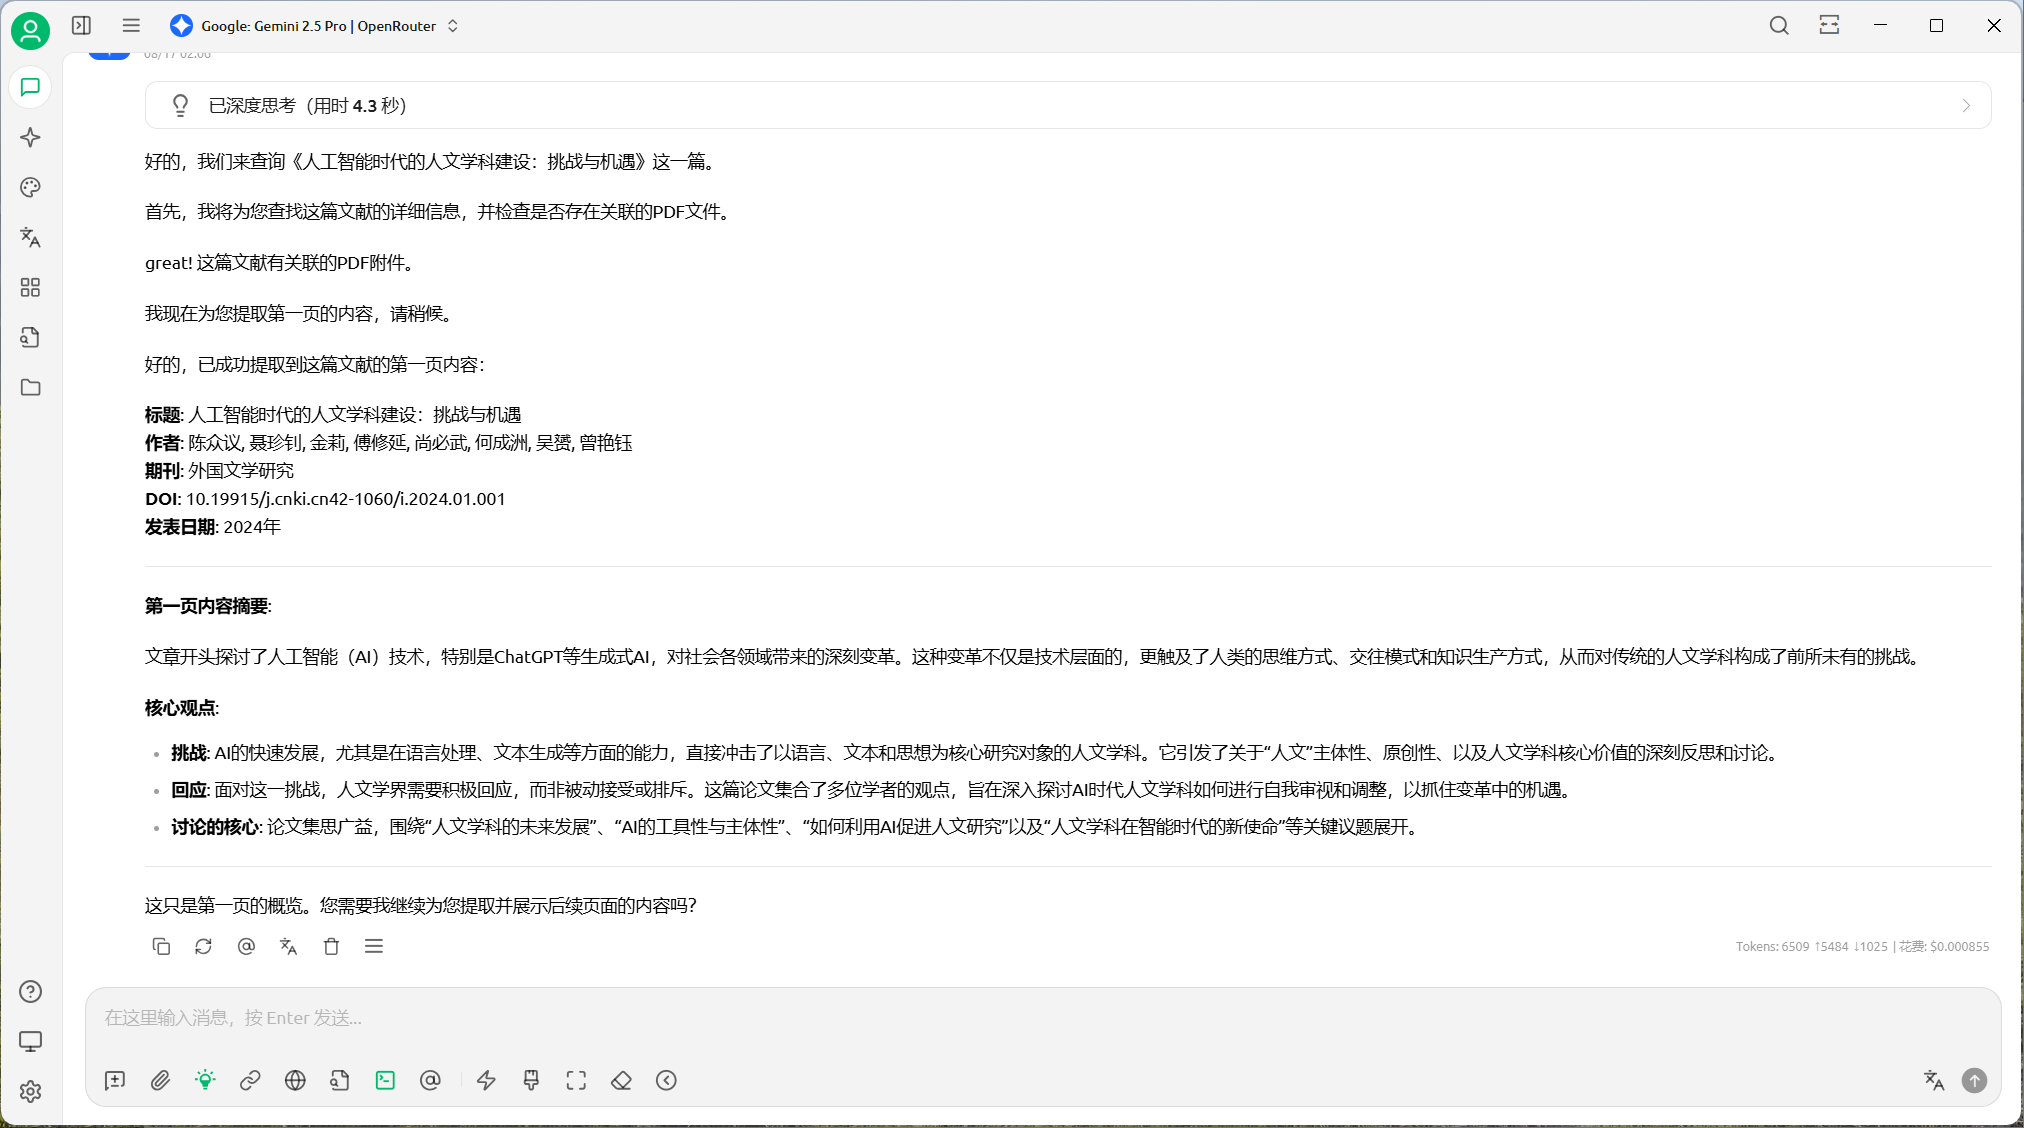 Google: Gemini 2.5 Pro | OpenRouter
08/17 02:06
已深度思考（用时 4.3 秒）
好的，我们来查询《人工智能时代的人文学科建设：挑战与机遇》这一篇。
首先，我将为您查找这篇文献的详细信息，并检查是否存在关联的PDF文件。
great! 这篇文献有关联的PDF附件。
我现在为您提取第一页的内容，请稍候。
好的，已成功提取到这篇文献的第一页内容：
标题: 人工智能时代的人文学科建设：挑战与机遇
作者: 陈众议, 聂珍钊, 金莉, 傅修延, 尚必武, 何成洲, 吴赟, 曾艳钰
期刊: 外国文学研究
DOI: 10.19915/j.cnki.cn42-1060/i.2024.01.001
发表日期: 2024年
第一页内容摘要:
文章开头探讨了人工智能（AI）技术，特别是ChatGPT等生成式AI，对社会各领域带来的深刻变革。这种变革不仅是技术层面的，更触及了人类的思维方式、交往模式和知识生产方式，从而对传统的人文学科构成了前所未有的挑战。
核心观点:
• 挑战: AI的快速发展，尤其是在语言处理、文本生成等方面的能力，直接冲击了以语言、文本和思想为核心研究对象的人文学科。它引发了关于“人文”主体性、原创性、以及人文学科核心价值的深刻反思和讨论。
• 回应: 面对这一挑战，人文学界需要积极回应，而非被动接受或排斥。这篇论文集合了多位学者的观点，旨在深入探讨AI时代人文学科如何进行自我审视和调整，以抓住变革中的机遇。
• 讨论的核心: 论文集思广益，围绕“人文学科的未来发展”、“AI的工具性与主体性”、“如何利用AI促进人文研究”以及“人文学科在智能时代的新使命”等关键议题展开。
这只是第一页的概览。您需要我继续为您提取并展示后续页面的内容吗？
Tokens: 6509 ↑5484 ↓1025 | 花费: $0.000855
在这里输入消息，按 Enter 发送...